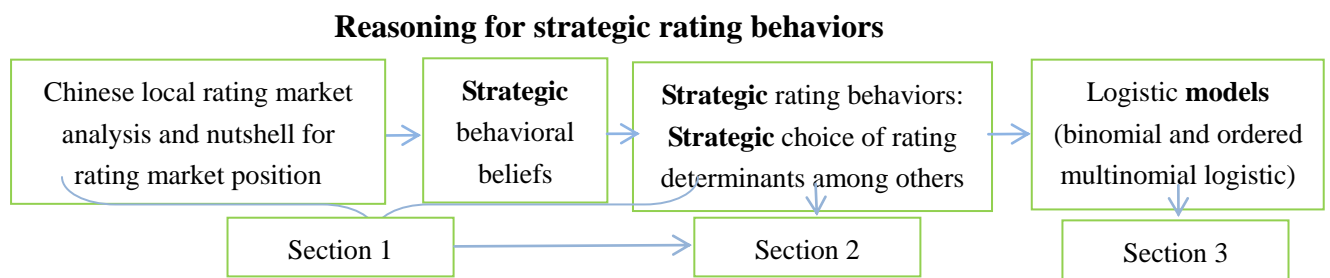 Reasoning for strategic rating behaviors
Chinese local rating market
analysis and nutshell for
rating market position
Strategic
behavioral
beliefs
Strategic rating behaviors:
Strategic choice of rating
determinants among others
Logistic models
(binomial and ordered
multinomial logistic)
Section 1
Section 2
Section 3